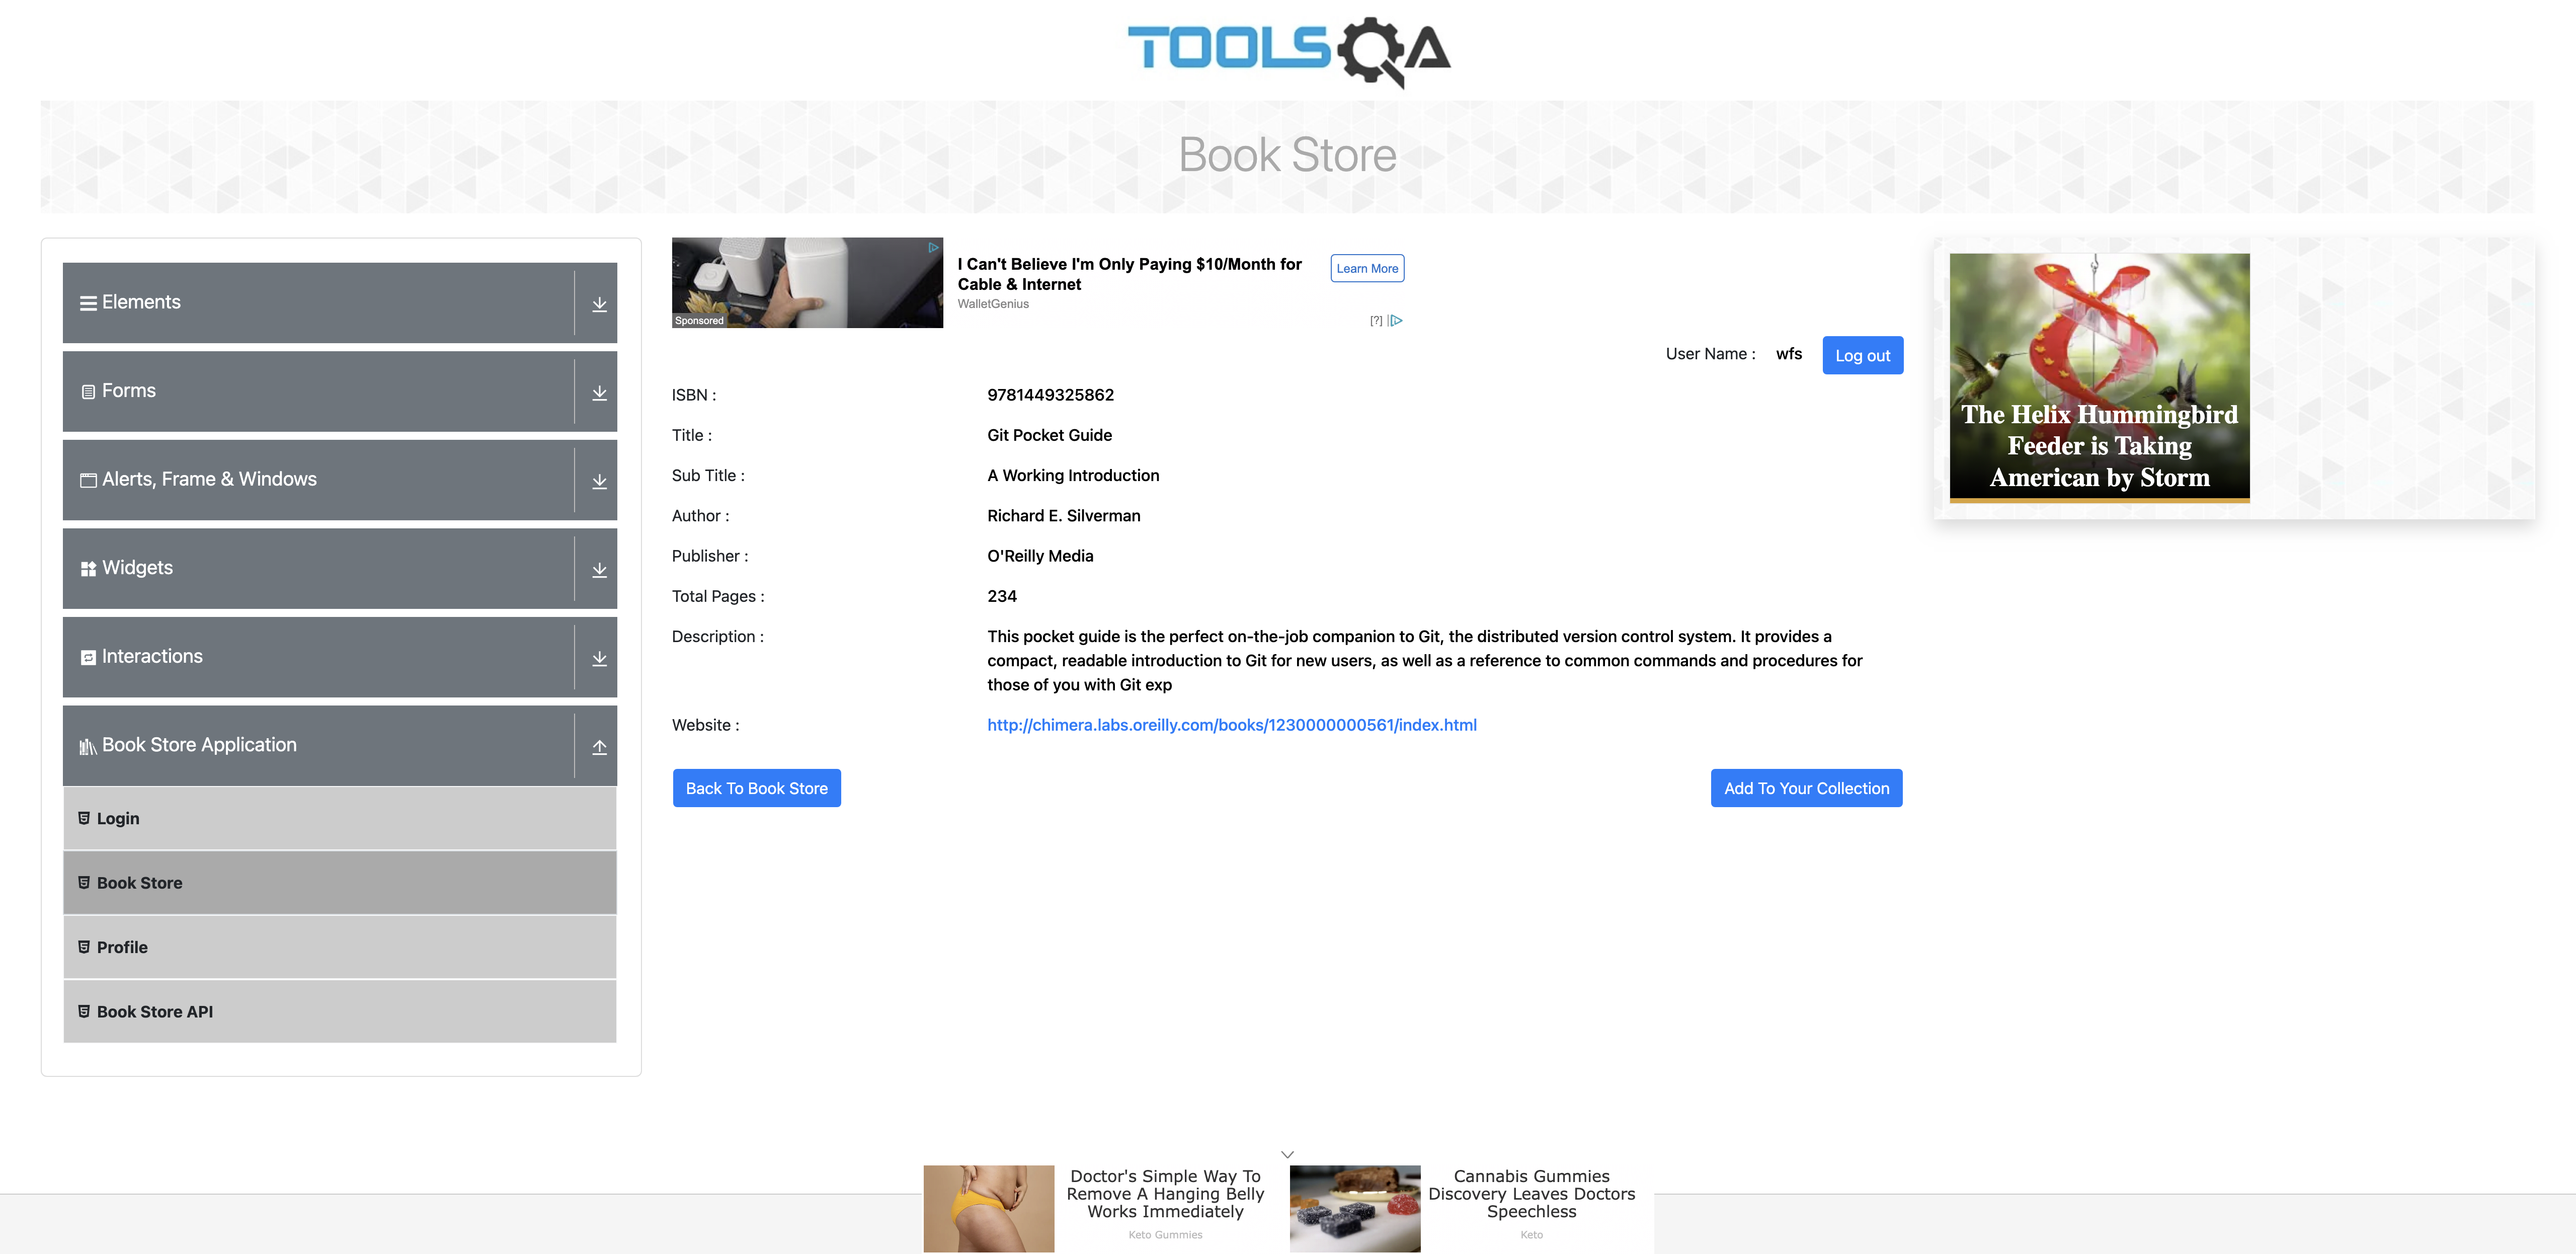 TOOLSQA
Book Store
Elements
Forms
Alerts, Frame & Windows
Widgets
Interactions
Book Store Application
Login
Book Store
Profile
Book Store API
Sponsored
I Can't Believe I'm Only Paying $10/Month for
Cable & Internet
WalletGenius
Learn More
[?]
User Name : wfs Log out
ISBN : 9781449325862
Title : Git Pocket Guide
Sub Title : A Working Introduction
Author : Richard E. Silverman
Publisher : O'Reilly Media
Total Pages : 234
Description : This pocket guide is the perfect on-the-job companion to Git, the distributed version control system. It provides a
compact, readable introduction to Git for new users, as well as a reference to common commands and procedures for
those of you with Git exp
Website : http://chimera.labs.oreilly.com/books/1230000000561/index.html
Back To Book Store Add To Your Collection
The Helix Hummingbird
Feeder is Taking
American by Storm
Doctor's Simple Way To
Remove A Hanging Belly
Works Immediately
Keto Gummies
Cannabis Gummies
Discovery Leaves Doctors
Speechless
Keto